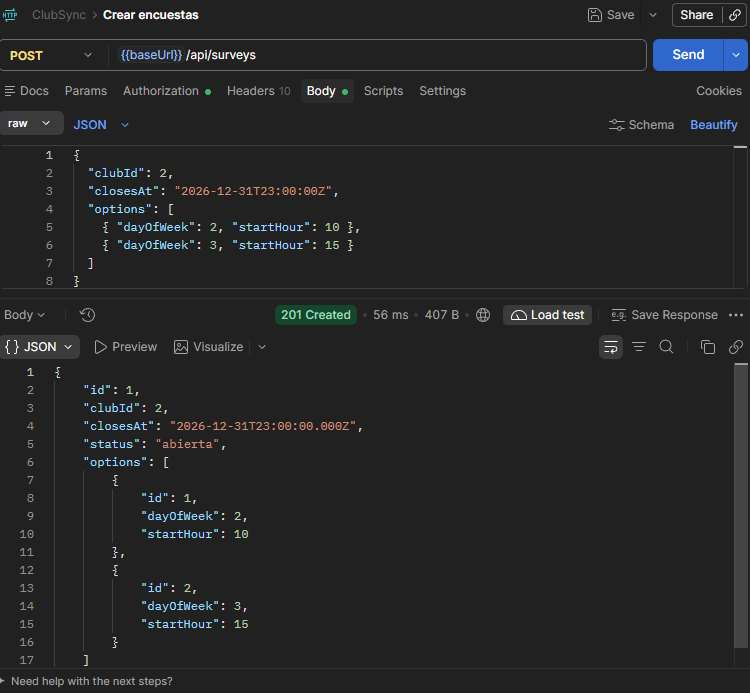 HTTP ClubSync > Crear encuestas Save Share
POST {{baseUrl}} /api/surveys Send
Docs Params Authorization Headers 10 Body Scripts Settings Cookies
raw JSON Schema Beautify
1 {
2 "clubId": 2,
3 "closesAt": "2026-12-31T23:00:00Z",
4 "options": [
5 { "dayOfWeek": 2, "startHour": 10 },
6 { "dayOfWeek": 3, "startHour": 15 }
7 ]
8 }
Body 201 Created • 56 ms • 407 B • Load test e.g. Save Response
{} JSON Preview Visualize
1 {
2 "id": 1,
3 "clubId": 2,
4 "closesAt": "2026-12-31T23:00:00.000Z",
5 "status": "abierta",
6 "options": [
7 {
8 "id": 1,
9 "dayOfWeek": 2,
10 "startHour": 10
11 },
12 {
13 "id": 2,
14 "dayOfWeek": 3,
15 "startHour": 15
16 }
17 ]
Need help with the next steps?